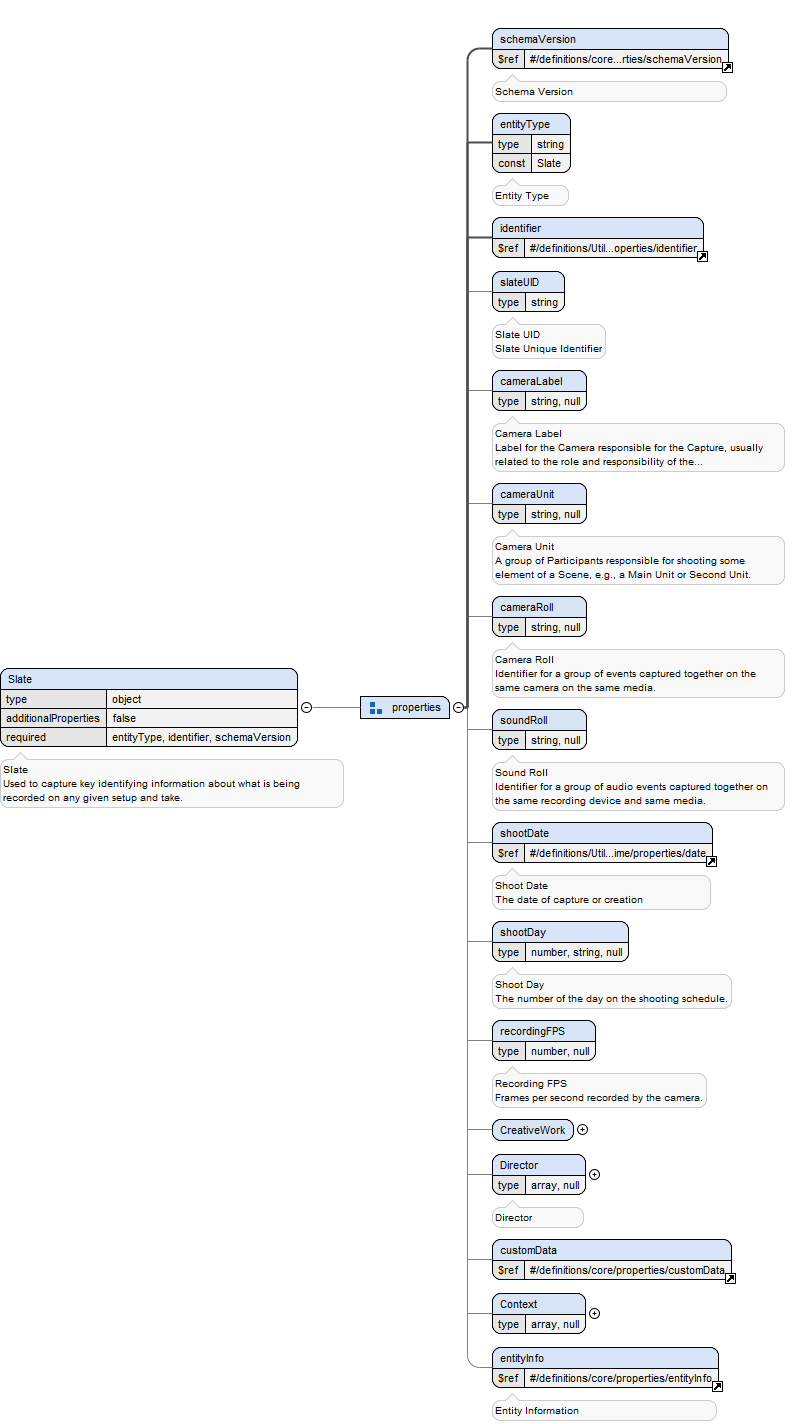 schemaVersion
$ref #/definitions/core...rties/schemaVersion
Schema Version
entityType
type string
const Slate
Entity Type
identifier
$ref #/definitions/Util...operties/identifier
slateUID
type string
Slate UID
Slate Unique Identifier
cameraLabel
type string, null
Camera Label
Label for the Camera responsible for the Capture, usually
related to the role and responsibility of the...
cameraUnit
type string, null
Camera Unit
A group of Participants responsible for shooting some
element of a Scene, e.g., a Main Unit or Second Unit.
cameraRoll
type string, null
Camera Roll
Identifier for a group of events captured together on the
same camera on the same media.
Slate
type object
additionalProperties false
required entityType, identifier, schemaVersion
Slate
Used to capture key identifying information about what is being
recorded on any given setup and take.
properties
soundRoll
type string, null
Sound Roll
Identifier for a group of audio events captured together on
the same recording device and same media.
shootDate
$ref #/definitions/Util...ime/properties/date
Shoot Date
The date of capture or creation
shootDay
type number, string, null
Shoot Day
The number of the day on the shooting schedule.
recordingFPS
type number, null
Recording FPS
Frames per second recorded by the camera.
CreativeWork
Director
type array, null
Director
customData
$ref #/definitions/core/properties/customData
Context
type array, null
entityInfo
$ref #/definitions/core/properties/entityInfo
Entity Information